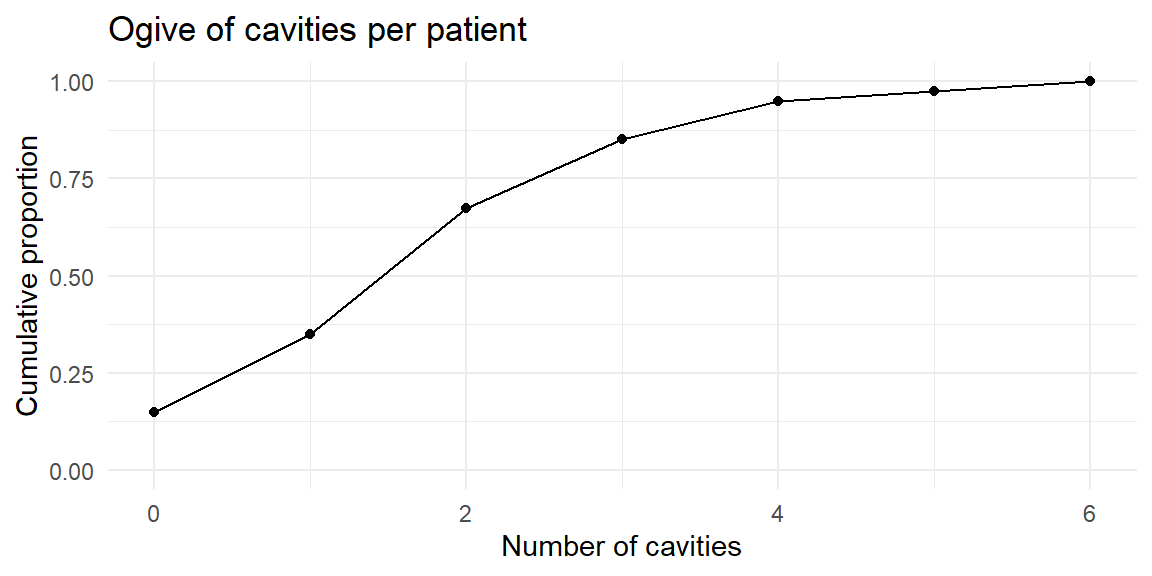 Ogive of cavities per patient
Cumulative proportion
1.00
0.75
0.50
0.25
0.00
0 2 4 6
Number of cavities